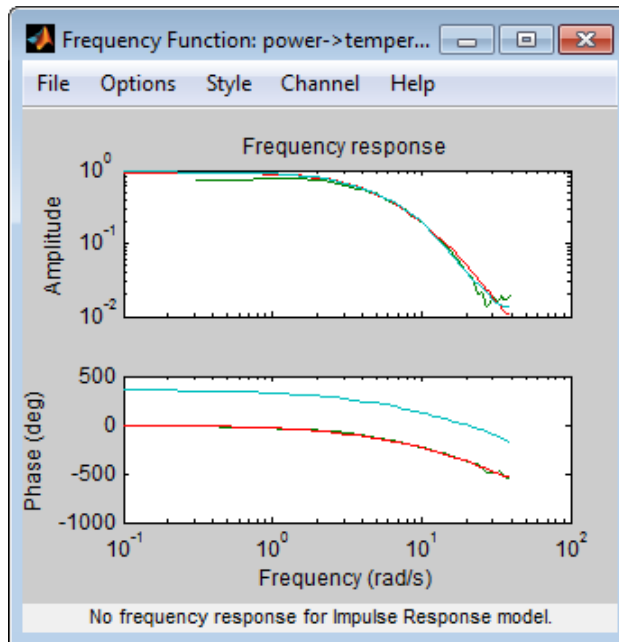 Frequency Function: power->temper...
File Options Style Channel Help
Frequency response
Amplitude
10^0
10^-1
10^-2
Phase (deg)
500
0
-500
-1000
10^-1 10^0 10^1 10^2
Frequency (rad/s)
No frequency response for Impulse Response model.